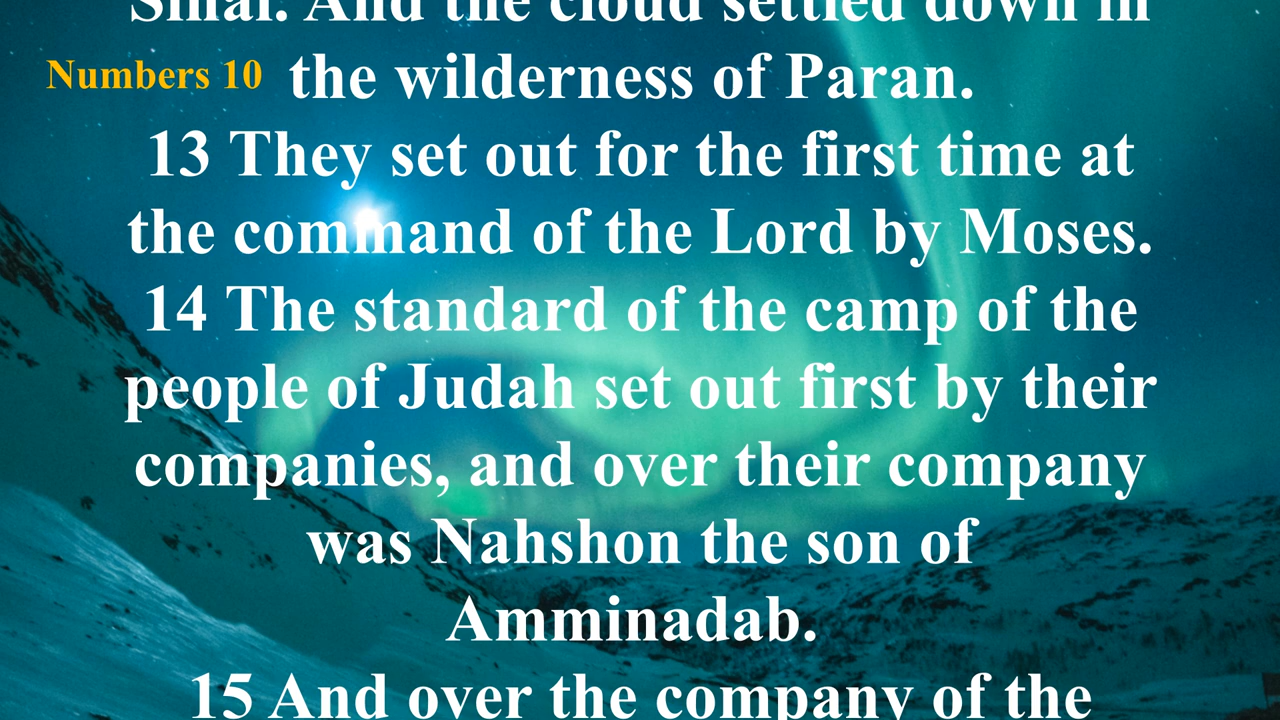 Sinai. And the cloud settled down in
Numbers 10
the wilderness of Paran.
13 They set out for the first time at
the command of the Lord by Moses.
14 The standard of the camp of the
people of Judah set out first by their
companies, and over their company
was Nahshon the son of
Amminadab.
15 And over the company of the